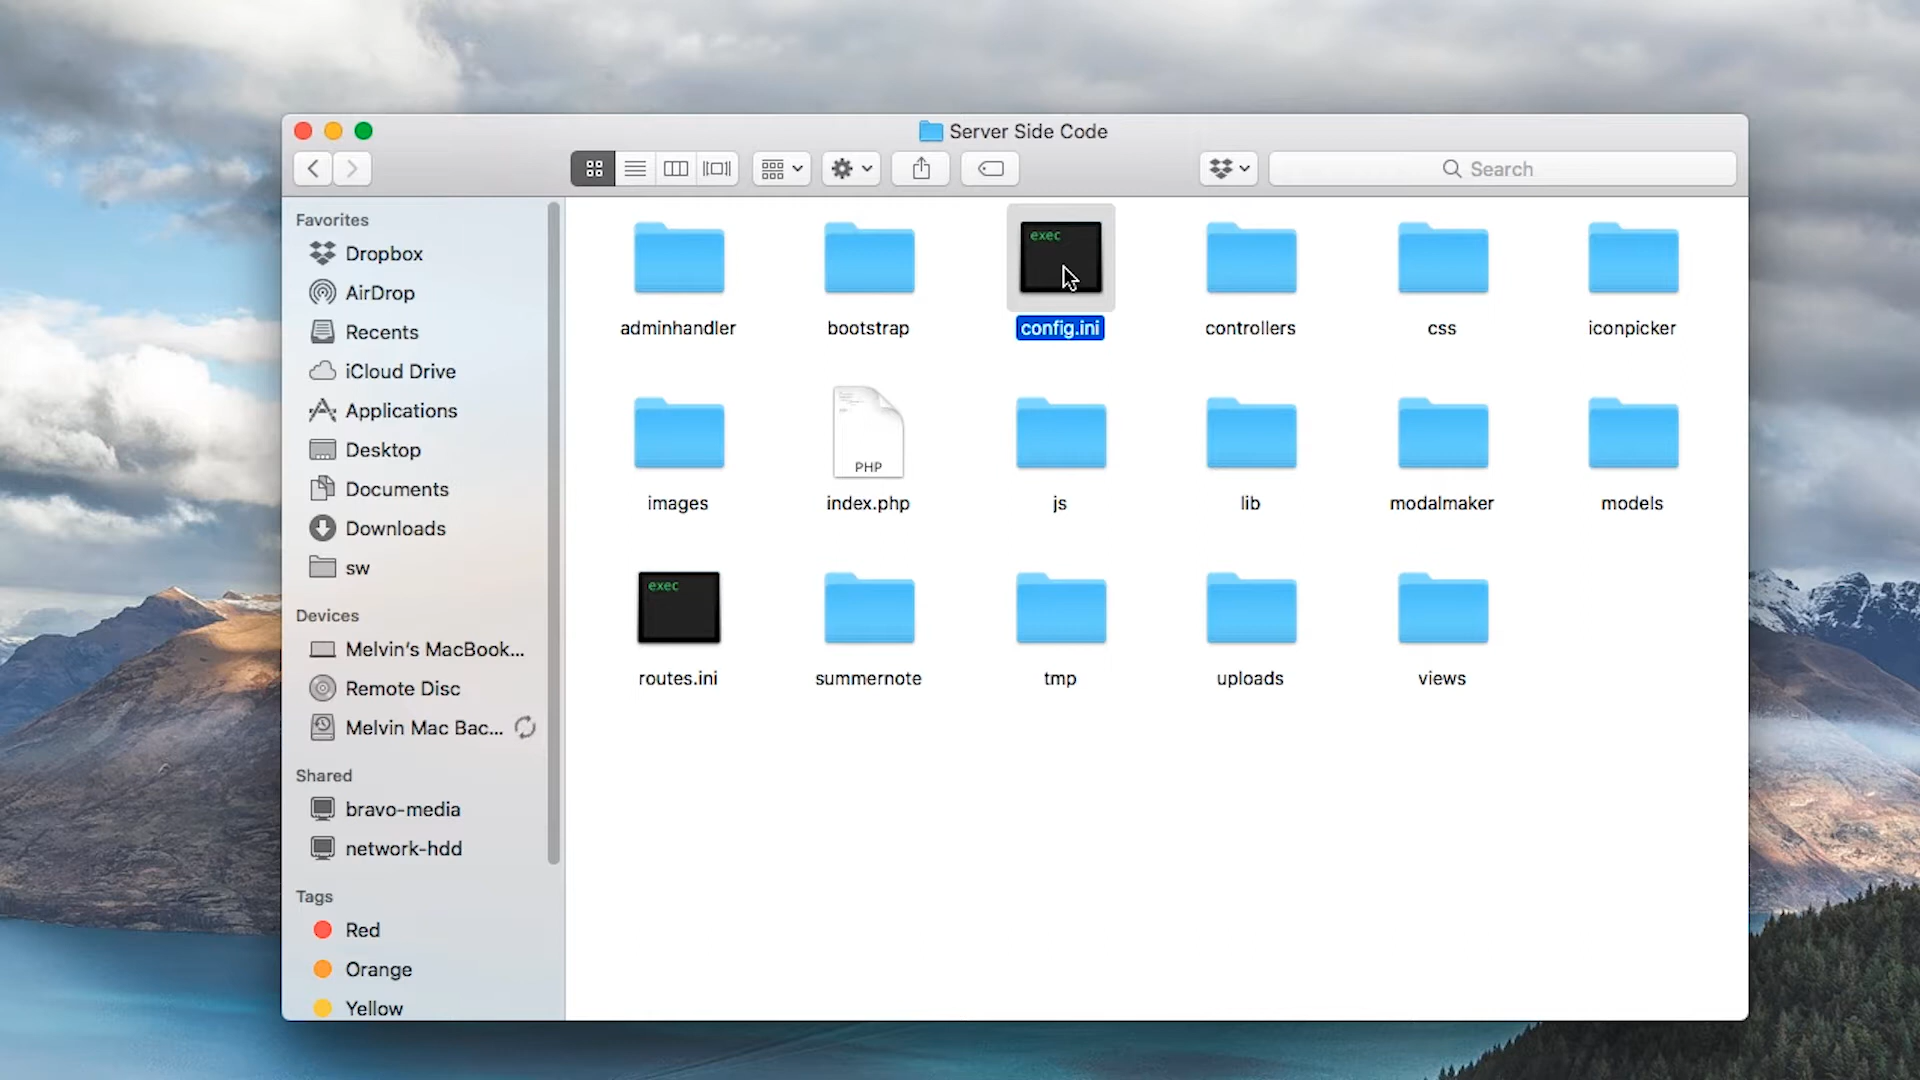 Server Side Code
Search
Favorites
Dropbox
AirDrop
Recents
iCloud Drive
Applications
Desktop
Documents
Downloads
sw
Devices
Melvin's MacBook...
Remote Disc
Melvin Mac Bac...
Shared
bravo-media
network-hdd
Tags
Red
Orange
Yellow
exec
adminhandler
bootstrap
config.ini
controllers
css
iconpicker
PHP
images
index.php
js
lib
modalmaker
models
exec
routes.ini
summernote
tmp
uploads
views